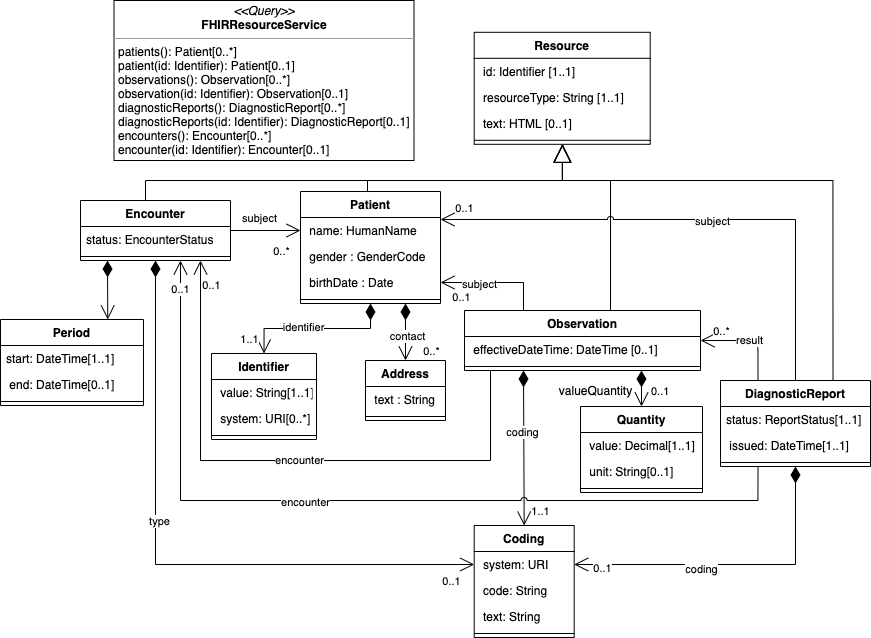 <<Query>>
FHIRResourceService
patients(): Patient[0..*]
patient(id: Identifier): Patient[0..1]
observations(): Observation[0..*]
observation(id: Identifier): Observation[0..1]
diagnosticReports(): DiagnosticReport[0..*]
diagnosticReports(id: Identifier): DiagnosticReport[0..1]
encounters(): Encounter[0..*]
encounter(id: Identifier): Encounter[0..1]
Resource
id: Identifier [1..1]
resourceType: String [1..1]
text: HTML [0..1]
Encounter
status: EncounterStatus
subject
0..*
Patient
name: HumanName
gender : GenderCode
birthDate : Date
0..1
subject
subject
0..1
0..1
0..1
Period
start: DateTime[1..1]
end: DateTime[0..1]
identifier
1..1
Identifier
value: String[1..1]
system: URI[0..*]
contact
0..*
Address
text : String
Observation
effectiveDateTime: DateTime [0..1]
0..*
result
valueQuantity
0..1
Quantity
value: Decimal[1..1]
unit: String[0..1]
DiagnosticReport
status: ReportStatus[1..1]
issued: DateTime[1..1]
coding
encounter
encounter
1..1
type
0..1
Coding
system: URI
code: String
text: String
0..1
coding